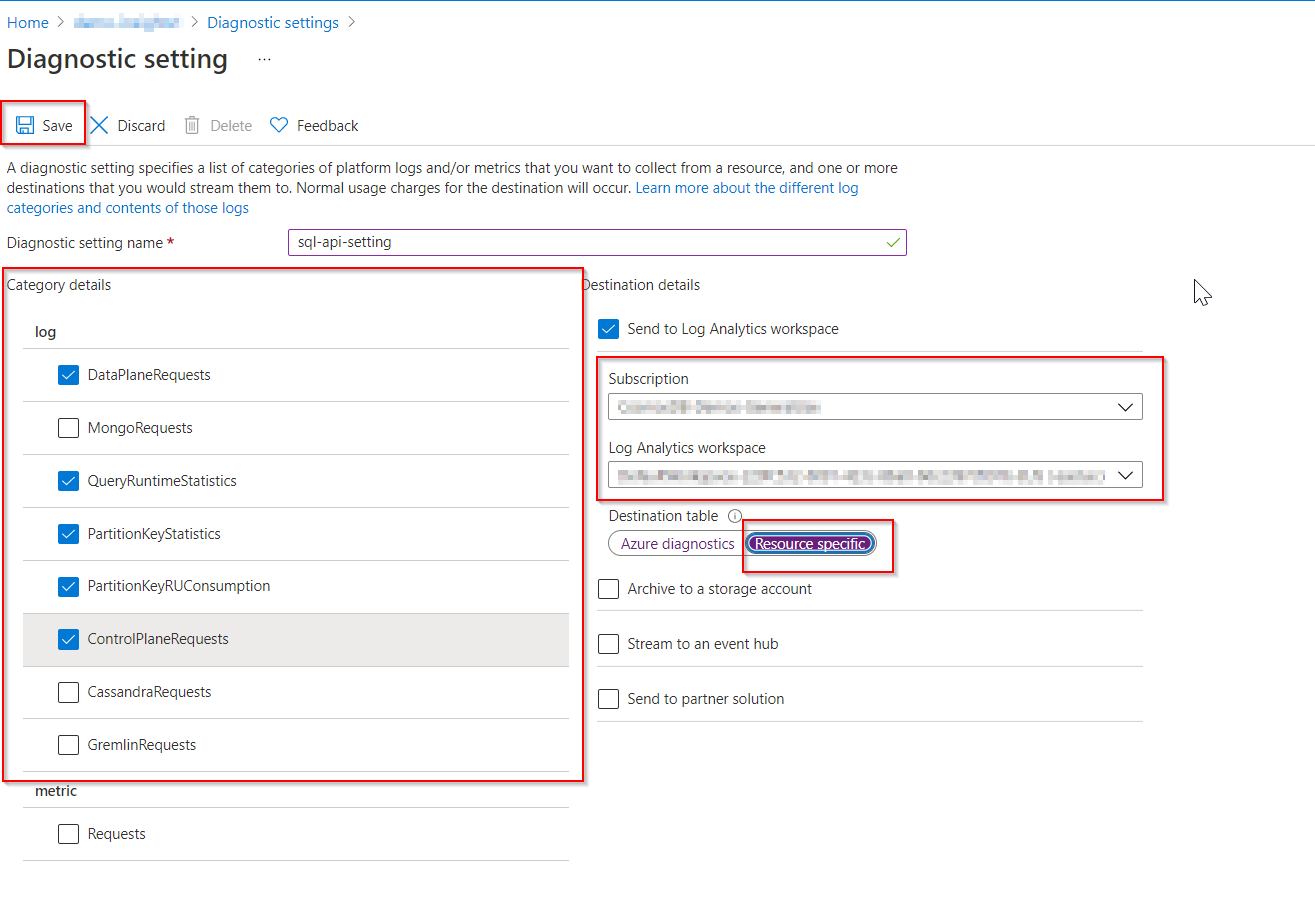 Home > Diagnostic settings >
Diagnostic setting ...
Save Discard Delete Feedback
A diagnostic setting specifies a list of categories of platform logs and/or metrics that you want to collect from a resource, and one or more
destinations that you would stream them to. Normal usage charges for the destination will occur. Learn more about the different log
categories and contents of those logs
Diagnostic setting name * sql-api-setting
Category details
log
DataPlaneRequests
MongoRequests
QueryRuntimeStatistics
PartitionKeyStatistics
PartitionKeyRUConsumption
ControlPlaneRequests
CassandraRequests
GremlinRequests
metric
Requests
Destination details
Send to Log Analytics workspace
Subscription
Log Analytics workspace
Destination table
Azure diagnostics Resource specific
Archive to a storage account
Stream to an event hub
Send to partner solution